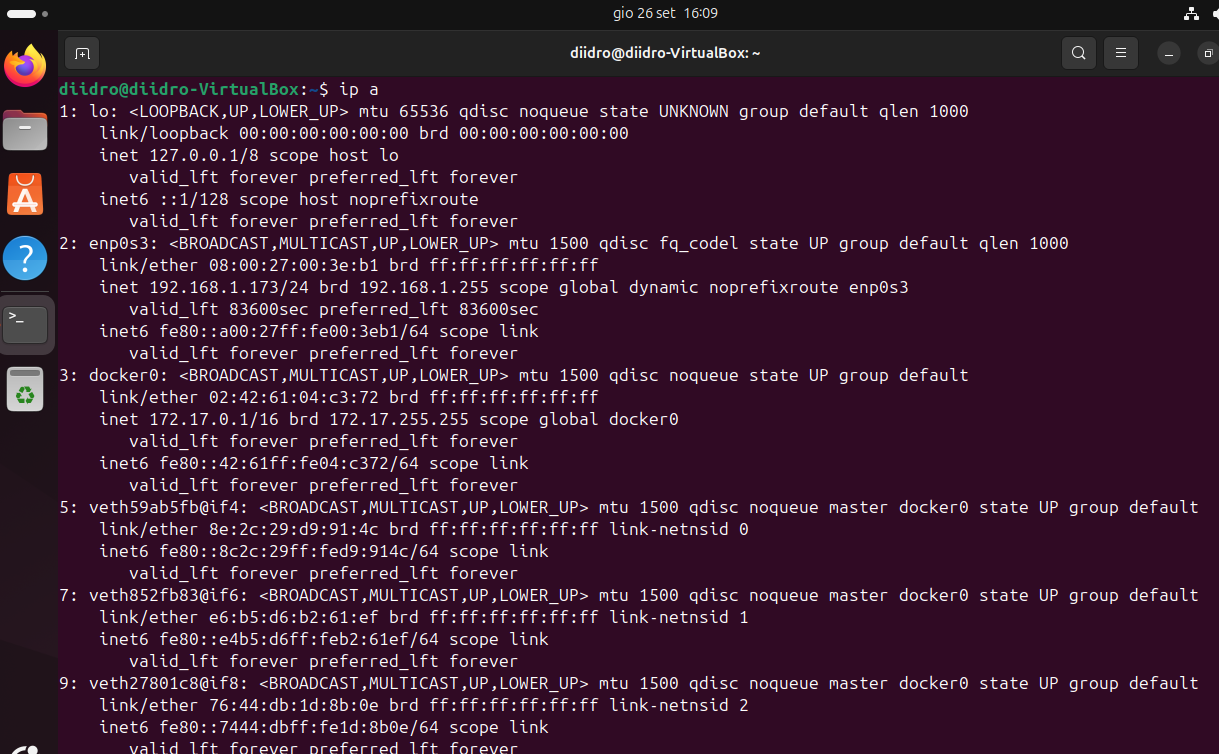 gio 26 set 16:09
diidro@diidro-VirtualBox: ~
diidro@diidro-VirtualBox:~$ ip a
1: lo: <LOOPBACK,UP,LOWER_UP> mtu 65536 qdisc noqueue state UNKNOWN group default qlen 1000
link/loopback 00:00:00:00:00:00 brd 00:00:00:00:00:00
inet 127.0.0.1/8 scope host lo
valid_lft forever preferred_lft forever
inet6 ::1/128 scope host noprefixroute
valid_lft forever preferred_lft forever
2: enp0s3: <BROADCAST,MULTICAST,UP,LOWER_UP> mtu 1500 qdisc fq_codel state UP group default qlen 1000
link/ether 08:00:27:00:3e:b1 brd ff:ff:ff:ff:ff:ff
inet 192.168.1.173/24 brd 192.168.1.255 scope global dynamic noprefixroute enp0s3
valid_lft 83600sec preferred_lft 83600sec
inet6 fe80::a00:27ff:fe00:3eb1/64 scope link
valid_lft forever preferred_lft forever
3: docker0: <BROADCAST,MULTICAST,UP,LOWER_UP> mtu 1500 qdisc noqueue state UP group default
link/ether 02:42:61:04:c3:72 brd ff:ff:ff:ff:ff:ff
inet 172.17.0.1/16 brd 172.17.255.255 scope global docker0
valid_lft forever preferred_lft forever
inet6 fe80::42:61ff:fe04:c372/64 scope link
valid_lft forever preferred_lft forever
5: veth59ab5fb@if4: <BROADCAST,MULTICAST,UP,LOWER_UP> mtu 1500 qdisc noqueue master docker0 state UP group default
link/ether 8e:2c:29:d9:91:4c brd ff:ff:ff:ff:ff:ff link-netnsid 0
inet6 fe80::8c2c:29ff:fed9:914c/64 scope link
valid_lft forever preferred_lft forever
7: veth852fb83@if6: <BROADCAST,MULTICAST,UP,LOWER_UP> mtu 1500 qdisc noqueue master docker0 state UP group default
link/ether e6:b5:d6:b2:61:ef brd ff:ff:ff:ff:ff:ff link-netnsid 1
inet6 fe80::e4b5:d6ff:feb2:61ef/64 scope link
valid_lft forever preferred_lft forever
9: veth27801c8@if8: <BROADCAST,MULTICAST,UP,LOWER_UP> mtu 1500 qdisc noqueue master docker0 state UP group default
link/ether 76:44:db:1d:8b:0e brd ff:ff:ff:ff:ff:ff link-netnsid 2
inet6 fe80::7444:dbff:fe1d:8b0e/64 scope link
valid_lft forever preferred_lft forever